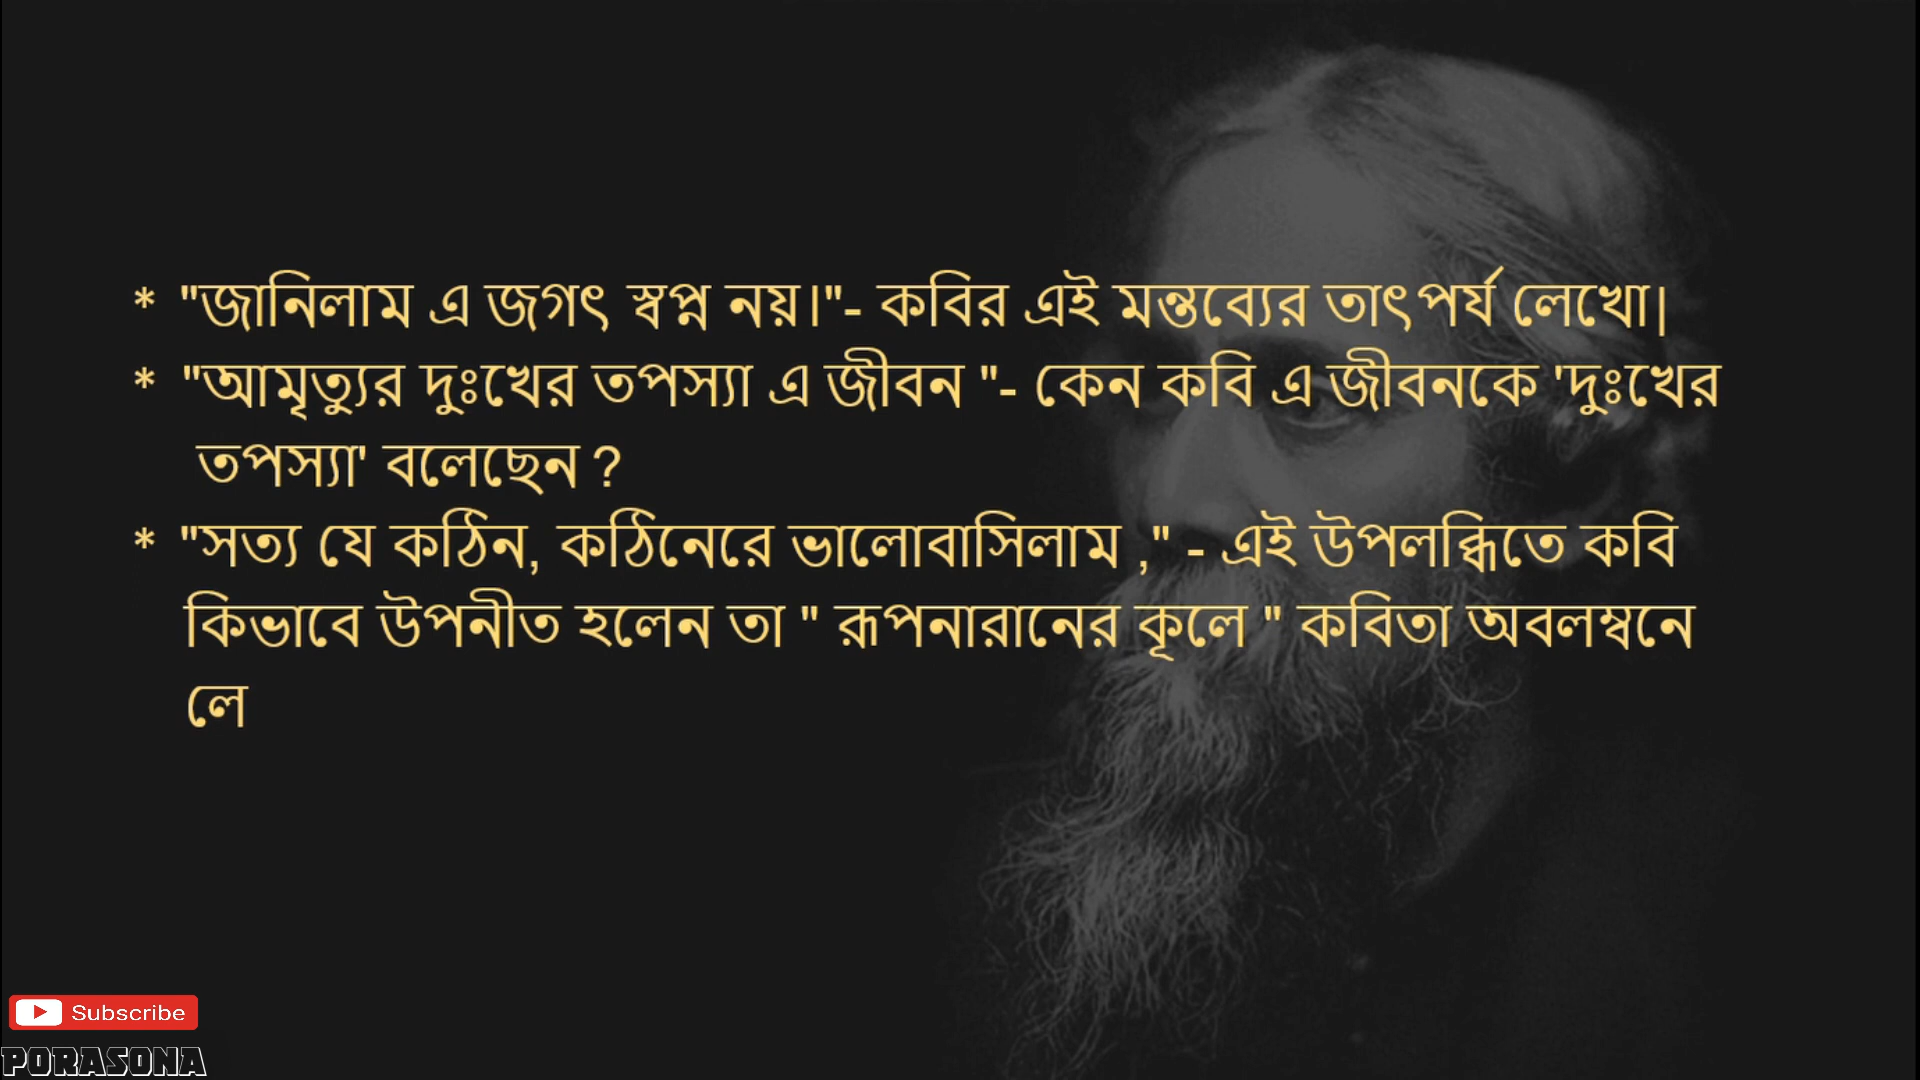 * "জানিলাম এ জগৎ স্বপ্ন নয়।"- কবির এই মন্তব্যের তাৎপর্য লেখো|
* "আমৃত্যুর দুঃখের তপস্যা এ জীবন "- কেন কবি এ জীবনকে 'দুঃখের
তপস্যা' বলেছেন ?
* "সত্য যে কঠিন, কঠিনেরে ভালোবাসিলাম ," - এই উপলব্ধিতে কবি
কিভাবে উপনীত হলেন তা " রূপনারানের কূলে " কবিতা অবলম্বনে
লে
Subscribe
PORASONA